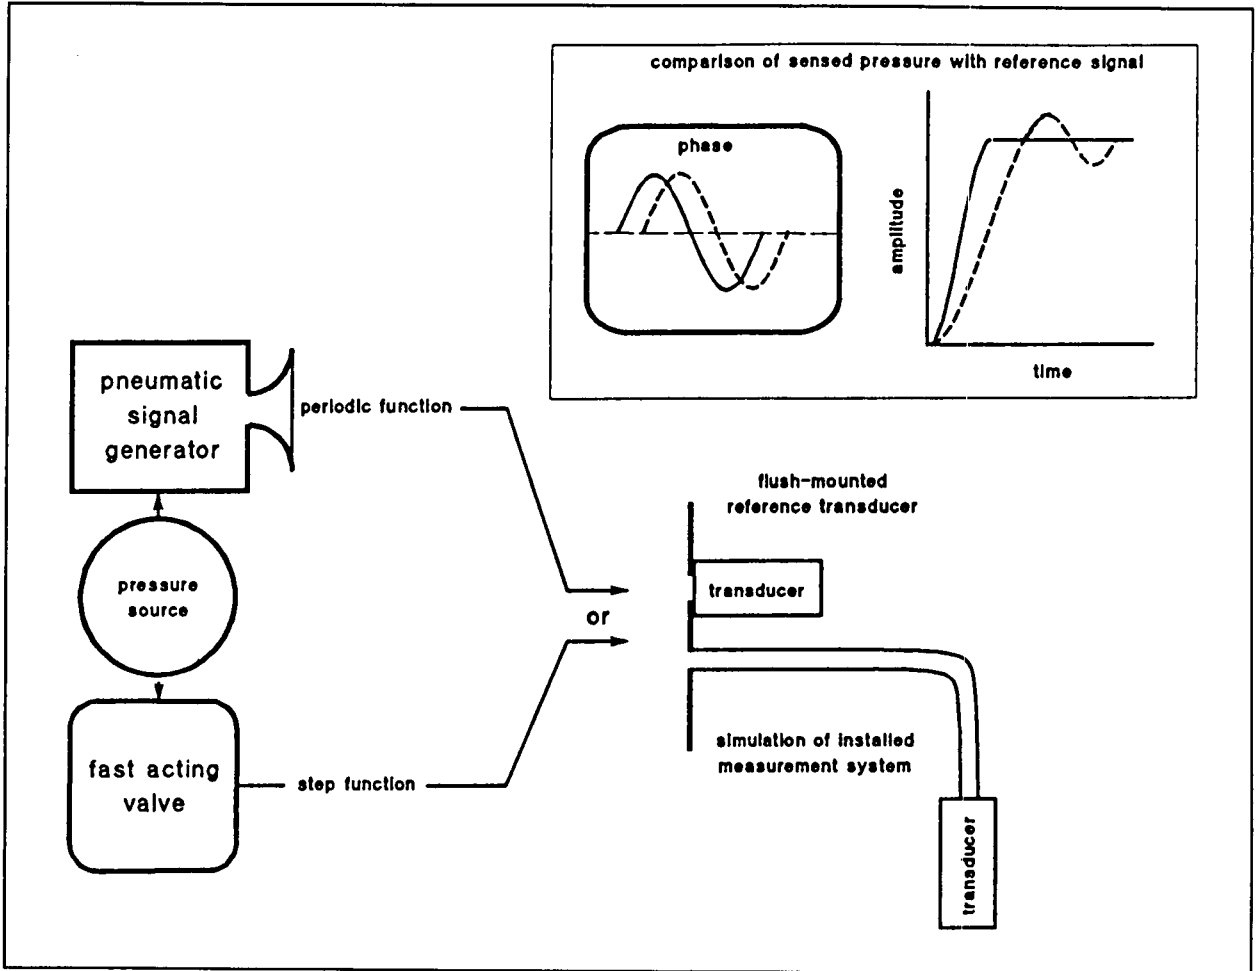 comparison of sensed pressure with reference signal
phase
amplitude
time
pneumatic
signal
generator
periodic function
pressure
source
or
fast acting
valve
step function
flush-mounted
reference transducer
transducer
simulation of installed
measurement system
transducer